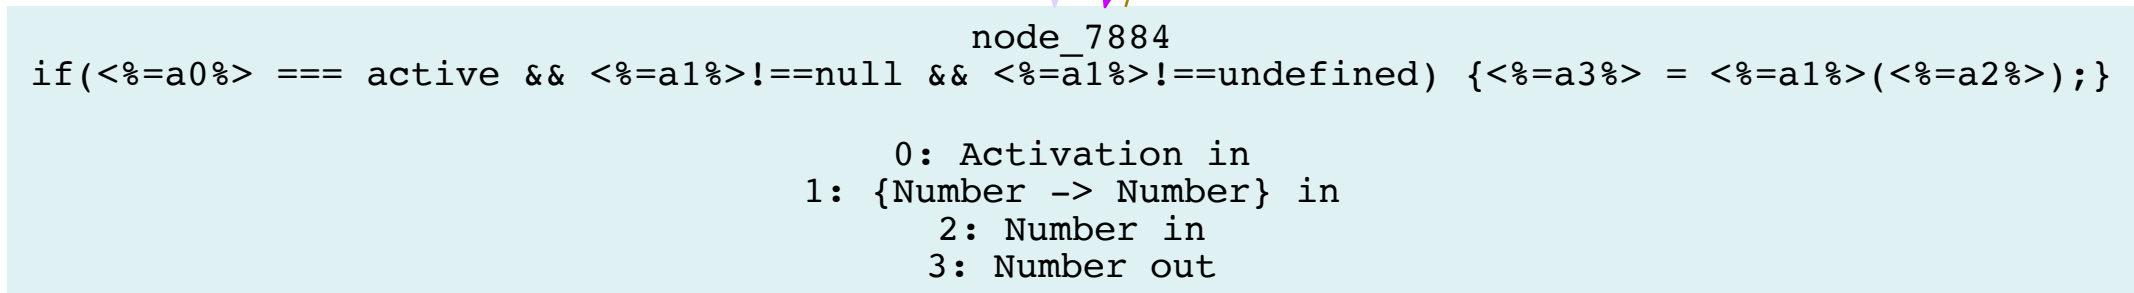 node_7884
if(<%=a0%> === active && <%=a1%>!==null && <%=a1%>!==undefined) {<%=a3%> = <%=a1%>(<%=a2%>);}
0: Activation in
1: {Number -> Number} in
2: Number in
3: Number out